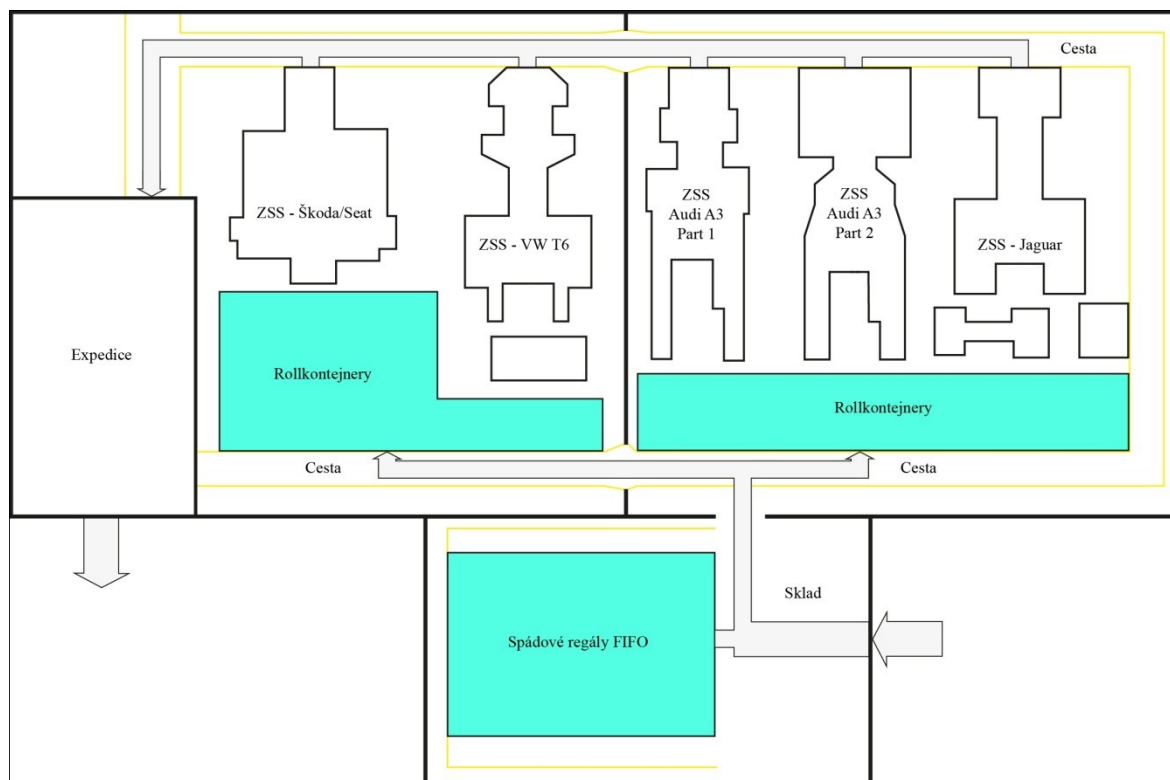 Cesta
ZSS - Škoda/Seat
ZSS - VW T6
ZSS
Audi A3
Part 1
ZSS
Audi A3
Part 2
ZSS - Jaguar
Expedice
Rollkontejnery
Rollkontejnery
Cesta
Cesta
Sklad
Spádové regály FIFO